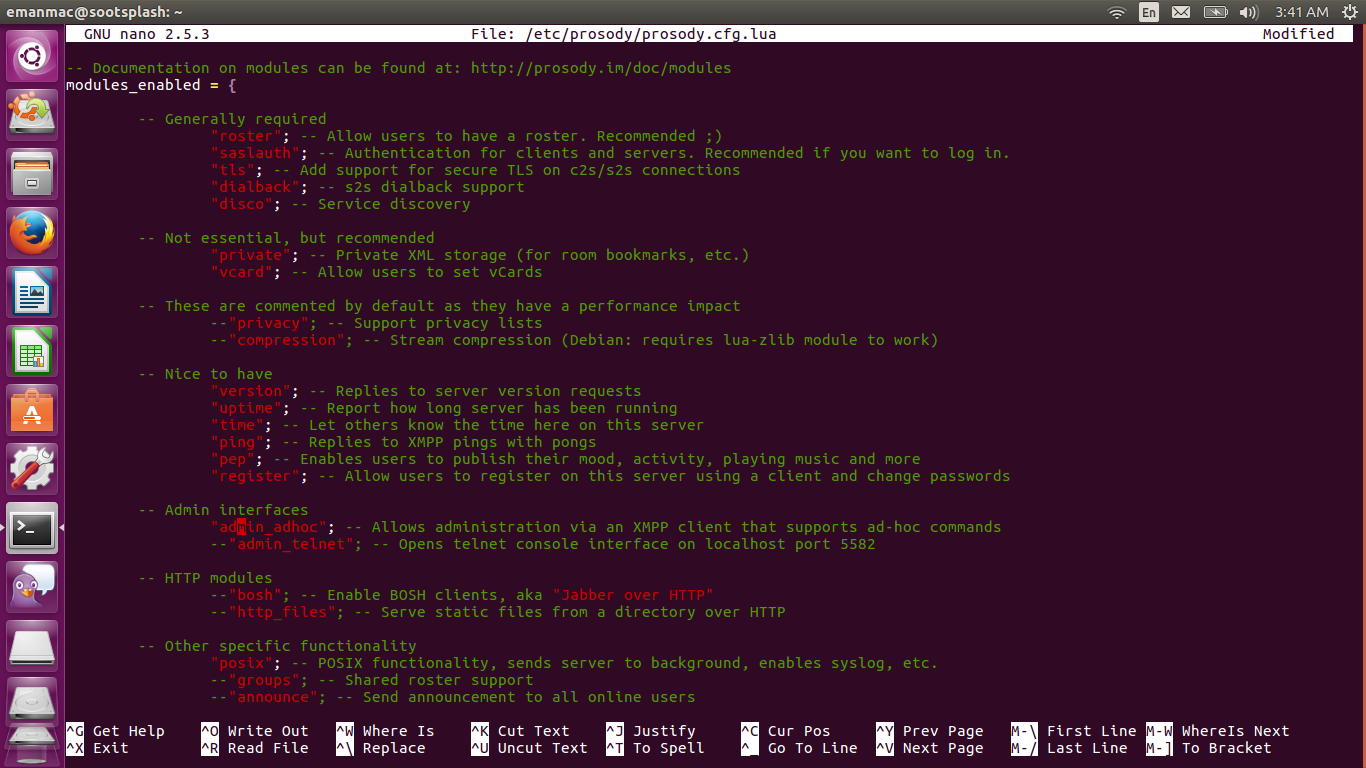 emanmac@sootsplash: ~
En
3:41 AM
GNU nano 2.5.3 File: /etc/prosody/prosody.cfg.lua Modified
-- Documentation on modules can be found at: http://prosody.im/doc/modules
modules_enabled = {
-- Generally required
"roster"; -- Allow users to have a roster. Recommended ;)
"saslauth"; -- Authentication for clients and servers. Recommended if you want to log in.
"tls"; -- Add support for secure TLS on c2s/s2s connections
"dialback"; -- s2s dialback support
"disco"; -- Service discovery
-- Not essential, but recommended
"private"; -- Private XML storage (for room bookmarks, etc.)
"vcard"; -- Allow users to set vCards
-- These are commented by default as they have a performance impact
--"privacy"; -- Support privacy lists
--"compression"; -- Stream compression (Debian: requires lua-zlib module to work)
-- Nice to have
"version"; -- Replies to server version requests
"uptime"; -- Report how long server has been running
"time"; -- Let others know the time here on this server
"ping"; -- Replies to XMPP pings with pongs
"pep"; -- Enables users to publish their mood, activity, playing music and more
"register"; -- Allow users to register on this server using a client and change passwords
-- Admin interfaces
"admin_adhoc"; -- Allows administration via an XMPP client that supports ad-hoc commands
--"admin_telnet"; -- Opens telnet console interface on localhost port 5582
-- HTTP modules
--"bosh"; -- Enable BOSH clients, aka "Jabber over HTTP"
--"http_files"; -- Serve static files from a directory over HTTP
-- Other specific functionality
"posix"; -- POSIX functionality, sends server to background, enables syslog, etc.
--"groups"; -- Shared roster support
--"announce"; -- Send announcement to all online users
^G Get Help ^O Write Out ^W Where Is ^K Cut Text ^J Justify ^C Cur Pos ^Y Prev Page M-\ First Line M-W WhereIs Next
^X Exit ^R Read File ^\ Replace ^U Uncut Text ^T To Spell ^_ Go To Line ^V Next Page M-/ Last Line M-] To Bracket